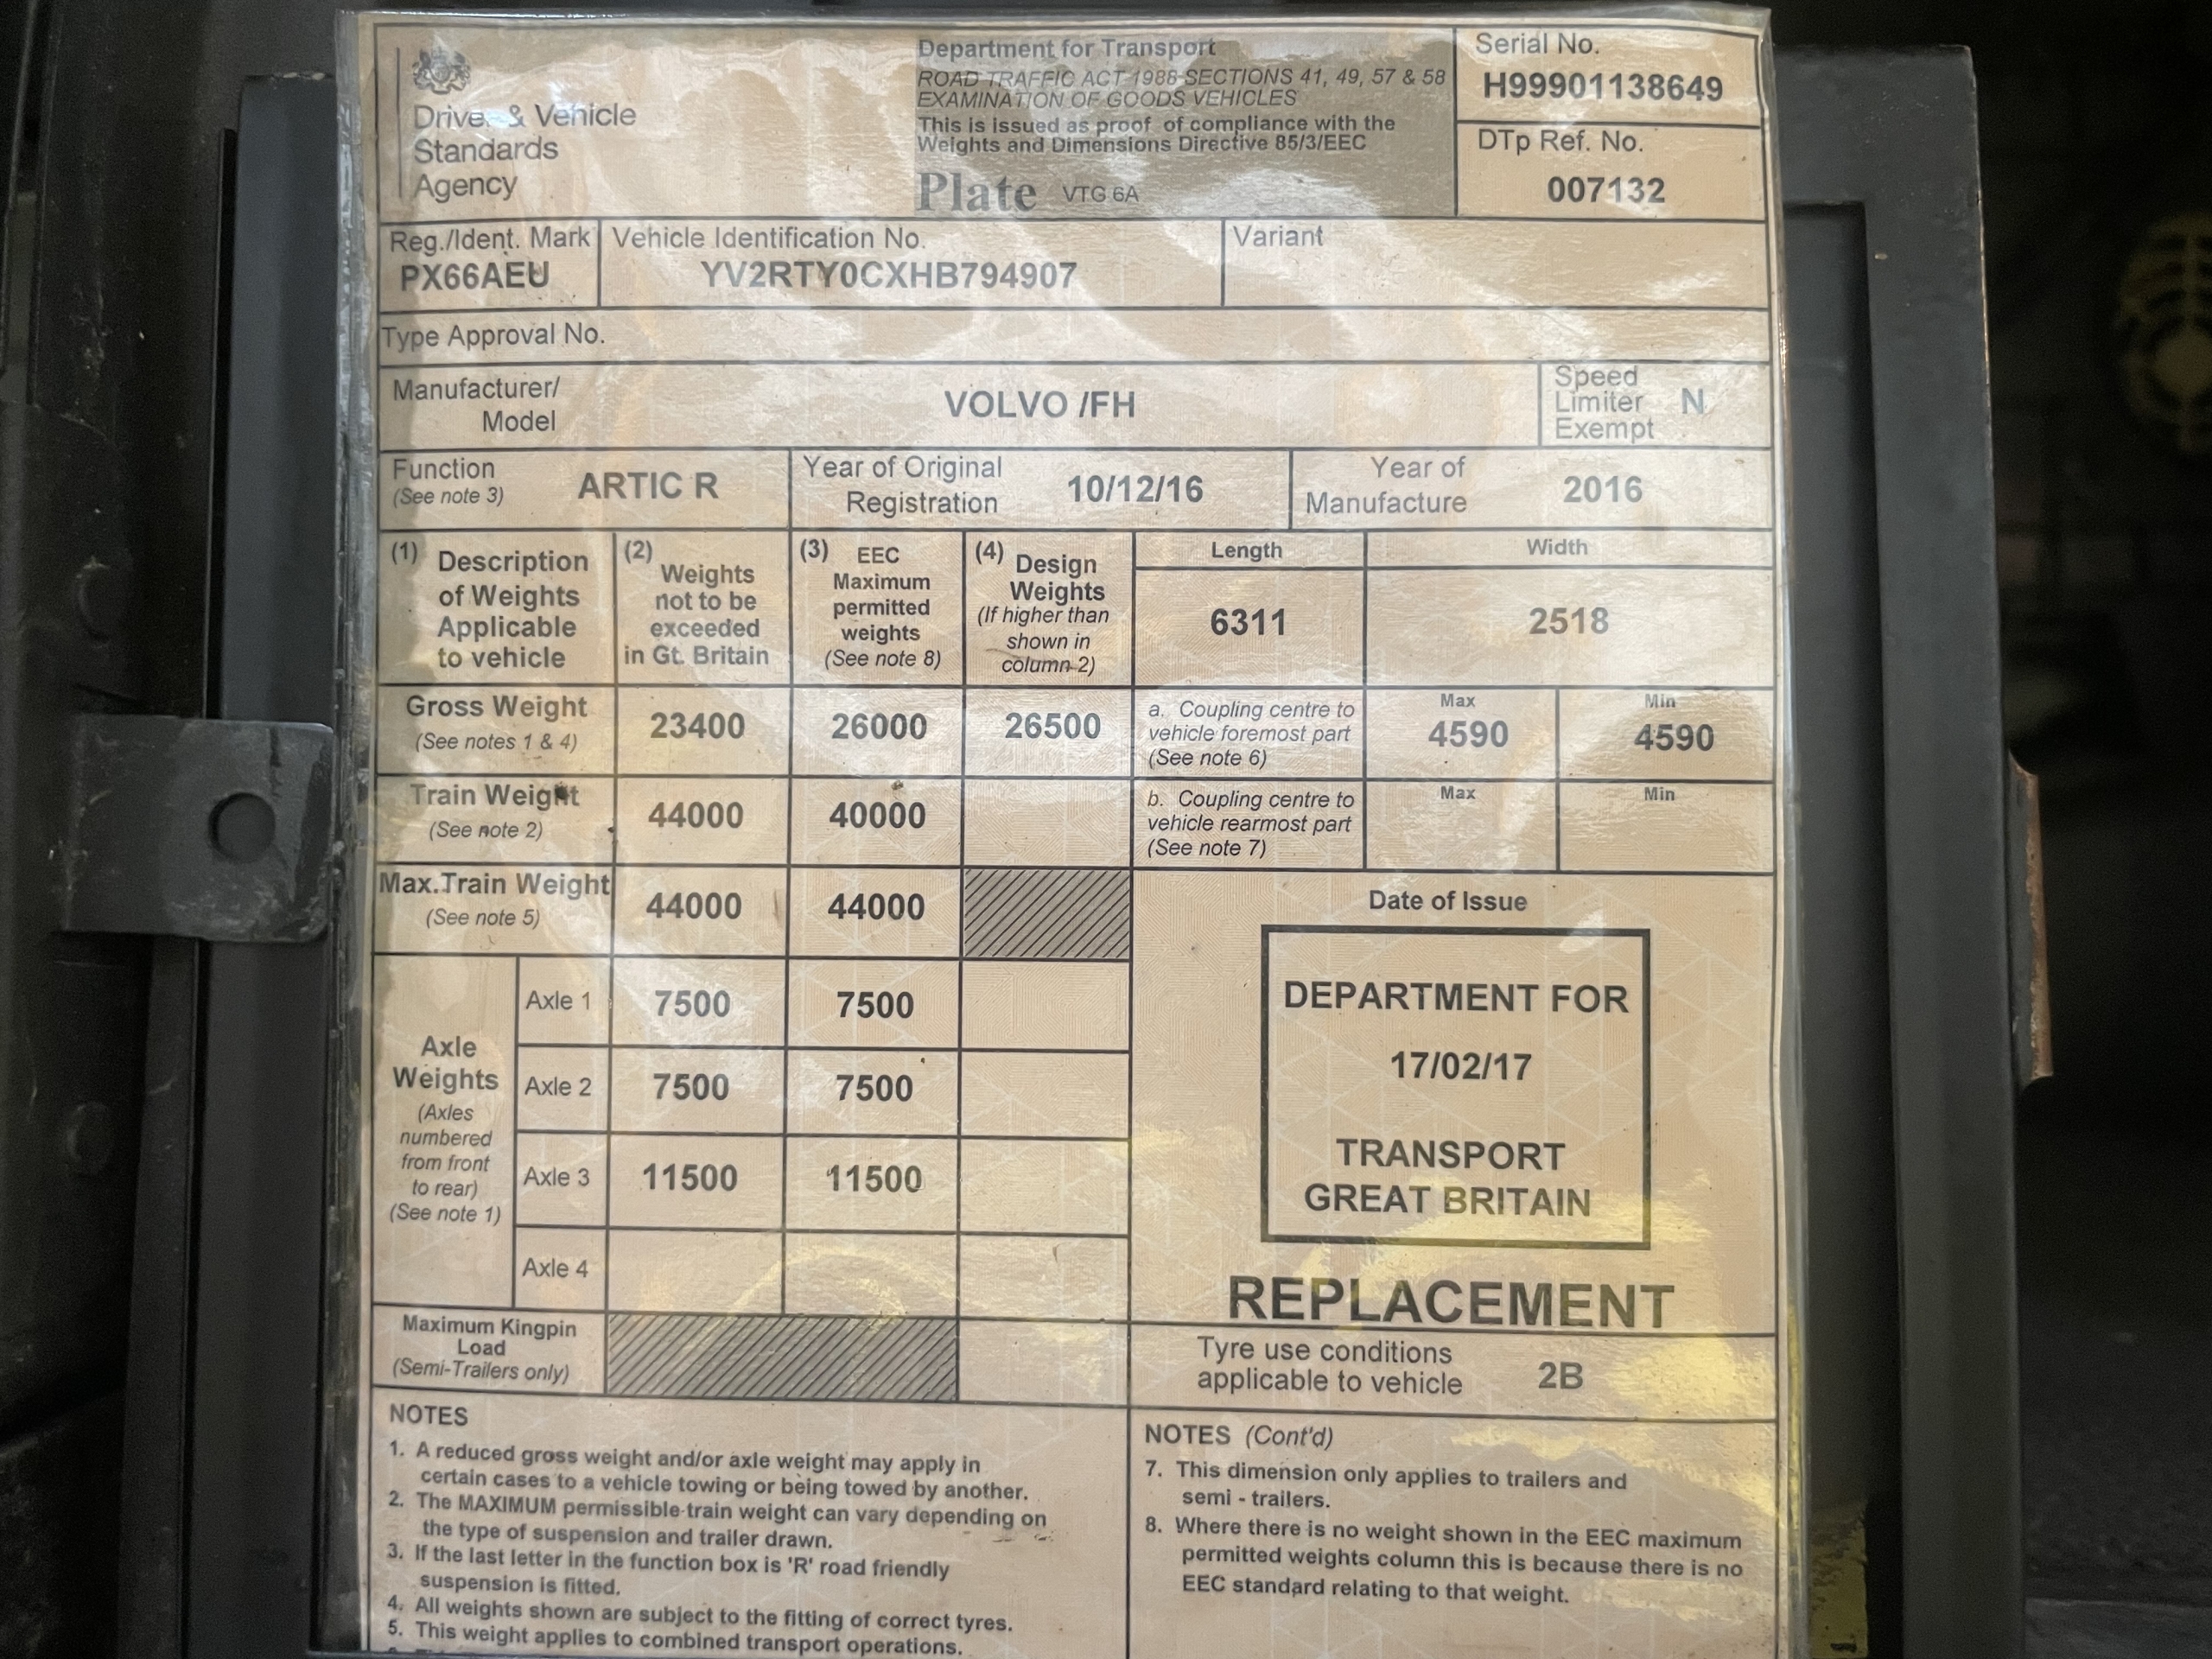 Driver & Vehicle
Standards
Agency
Department for Transport
ROAD TRAFFIC ACT 1988 SECTIONS 41, 49, 57 & 58
EXAMINATION OF GOODS VEHICLES
This is issued as proof of compliance with the
Weights and Dimensions Directive 85/3/EEC
Plate VTG 6A
Serial No.
H99901138649
DTp Ref. No.
007132
Reg./Ident. Mark
PX66AEU
Vehicle Identification No.
YV2RTY0CXHB794907
Variant
Type Approval No.
Manufacturer/
Model
VOLVO /FH
Speed
Limiter
Exempt
N
Function
(See note 3)
ARTIC R
Year of Original
Registration
10/12/16
Year of
Manufacture
2016
(1) Description
of Weights
Applicable
to vehicle
(2) Weights
not to be
exceeded
in Gt. Britain
(3) EEC
Maximum
permitted
weights
(See note 8)
(4) Design
Weights
(If higher than
shown in
column 2)
Length
6311
Width
2518
Gross Weight
(See notes 1 & 4)
23400
26000
26500
a. Coupling centre to
vehicle foremost part
(See note 6)
Max
4590
Min
4590
Train Weight
(See note 2)
44000
40000
b. Coupling centre to
vehicle rearmost part
(See note 7)
Max
Min
Max.Train Weight
(See note 5)
44000
44000
Date of Issue
DEPARTMENT FOR
17/02/17
TRANSPORT
GREAT BRITAIN
REPLACEMENT
Axle
Weights
(Axles
numbered
from front
to rear)
(See note 1)
Axle 1
7500
7500
Axle 2
7500
7500
Axle 3
11500
11500
Axle 4
Maximum Kingpin
Load
(Semi-Trailers only)
Tyre use conditions
applicable to vehicle
2B
NOTES
1. A reduced gross weight and/or axle weight may apply in
certain cases to a vehicle towing or being towed by another.
2. The MAXIMUM permissible train weight can vary depending on
the type of suspension and trailer drawn.
3. If the last letter in the function box is 'R' road friendly
suspension is fitted.
4. All weights shown are subject to the fitting of correct tyres.
5. This weight applies to combined transport operations.
NOTES (Cont'd)
7. This dimension only applies to trailers and
semi - trailers.
8. Where there is no weight shown in the EEC maximum
permitted weights column this is because there is no
EEC standard relating to that weight.